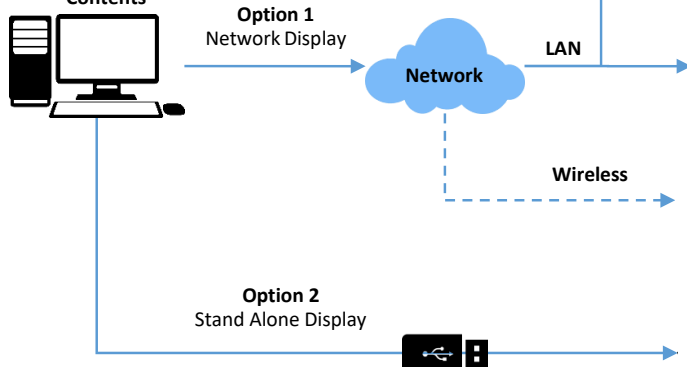 Contents
Option 1
Network Display
Network
LAN
Wireless
Option 2
Stand Alone Display